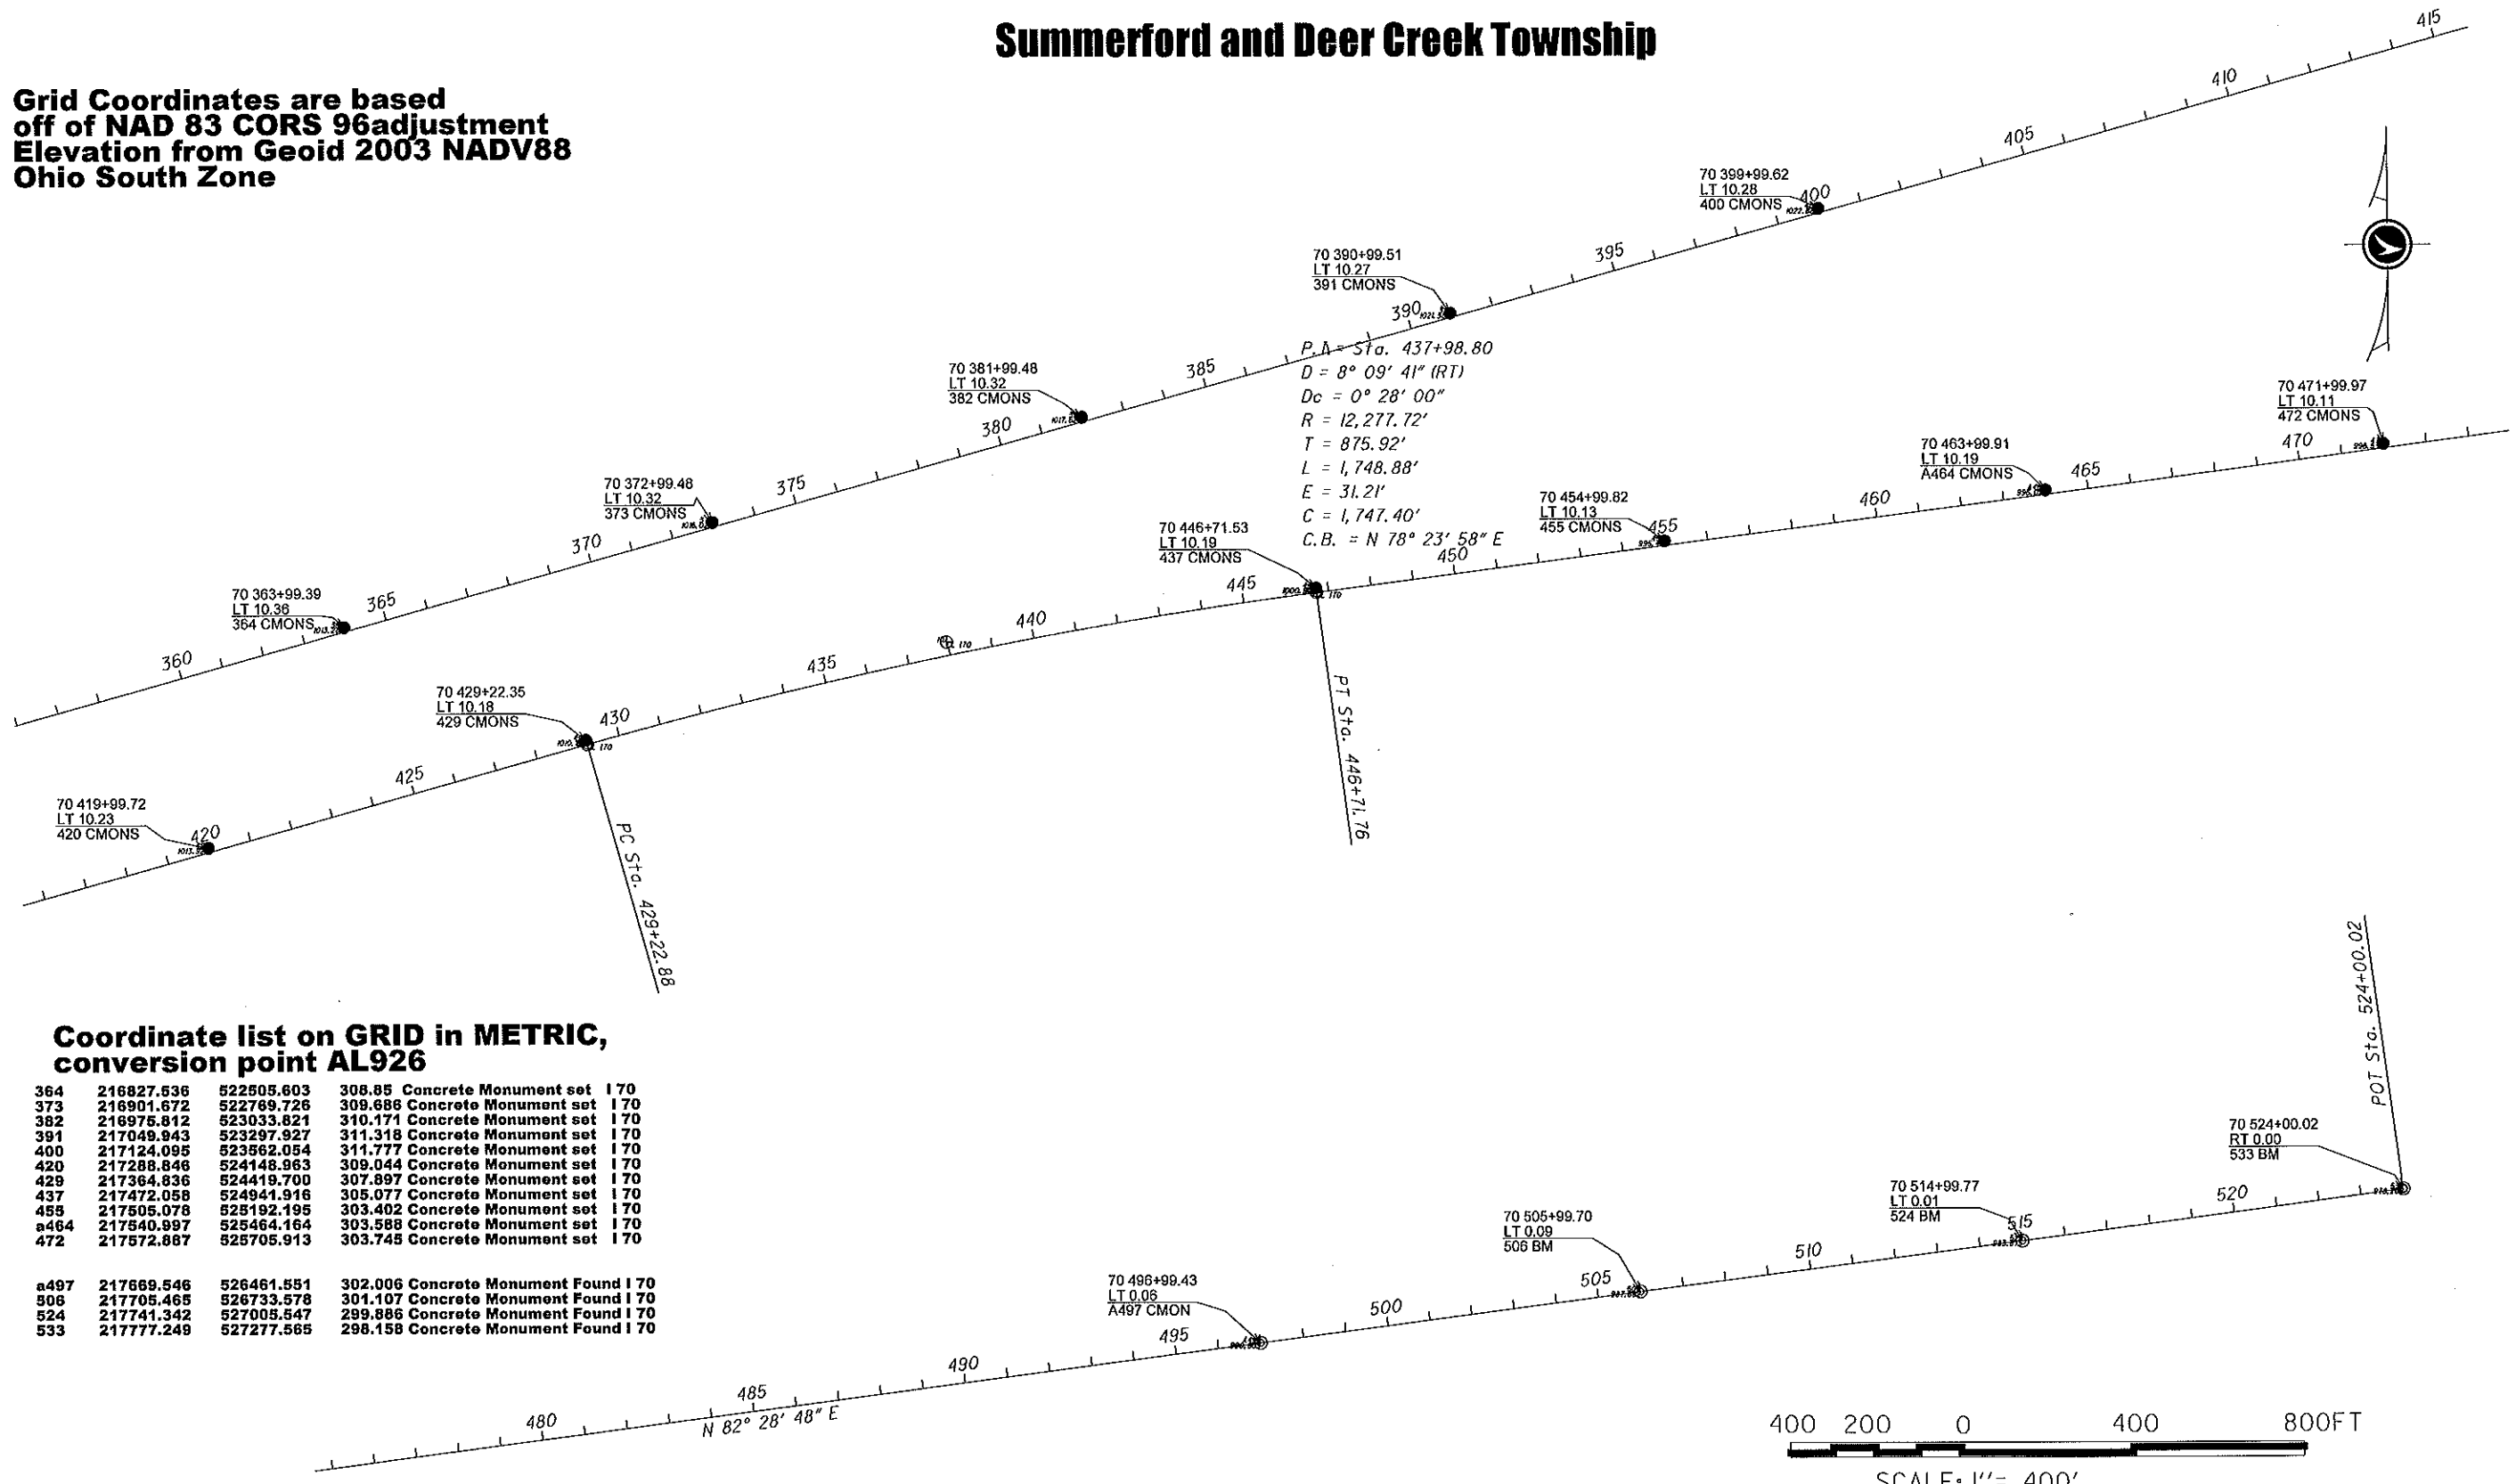 Summerford and Deer Creek Township
Grid Coordinates are based
off of NAD 83 CORS 96adjustment
Elevation from Geoid 2003 NADV88
Ohio South Zone
415
410
405
400
395
390
385
380
375
370
365
360
70 399+99.62
LT 10.28
400 CMONS
70 390+99.51
LT 10.27
391 CMONS
70 381+99.48
LT 10.32
382 CMONS
70 372+99.48
LT 10.32
373 CMONS
70 363+99.39
LT 10.36
364 CMONS
P.I. = Sta. 437+98.80
D = 8° 09' 41" (RT)
Dc = 0° 28' 00"
R = 12,277.72'
T = 875.92'
L = 1,748.88'
E = 31.21'
C = 1,747.40'
C.B. = N 78° 23' 58" E
70 471+99.97
LT 10.11
472 CMONS
70 463+99.91
LT 10.19
A464 CMONS
70 454+99.82
LT 10.13
455 CMONS
70 446+71.53
LT 10.19
437 CMONS
70 429+22.35
LT 10.18
429 CMONS
70 419+99.72
LT 10.23
420 CMONS
470
465
460
455
450
445
440
435
430
425
420
PT Sta. 446+71.76
PC Sta. 429+22.88
POT Sta. 524+00.02
Coordinate list on GRID in METRIC,
conversion point AL926
364 216827.536 522505.603 308.85 Concrete Monument set I 70
373 216901.672 522769.726 309.686 Concrete Monument set I 70
382 216975.812 523033.821 310.171 Concrete Monument set I 70
391 217049.943 523297.927 311.318 Concrete Monument set I 70
400 217124.095 523562.054 311.777 Concrete Monument set I 70
420 217288.846 524148.963 309.044 Concrete Monument set I 70
429 217364.836 524419.700 307.897 Concrete Monument set I 70
437 217472.058 524941.916 305.077 Concrete Monument set I 70
455 217505.078 525192.195 303.402 Concrete Monument set I 70
a464 217540.997 525464.164 303.588 Concrete Monument set I 70
472 217572.887 525705.913 303.745 Concrete Monument set I 70
a497 217669.546 526461.551 302.006 Concrete Monument Found I 70
506 217705.465 526733.578 301.107 Concrete Monument Found I 70
524 217741.342 527005.547 299.886 Concrete Monument Found I 70
533 217777.249 527277.565 298.158 Concrete Monument Found I 70
70 524+00.02
RT 0.00
533 BM
70 514+99.77
LT 0.01
524 BM
70 505+99.70
LT 0.09
506 BM
70 496+99.43
LT 0.06
A497 CMON
520
515
510
505
500
495
490
485
480
N 82° 28' 48" E
400 200 0 400 800FT
SCALE: 1"= 400'